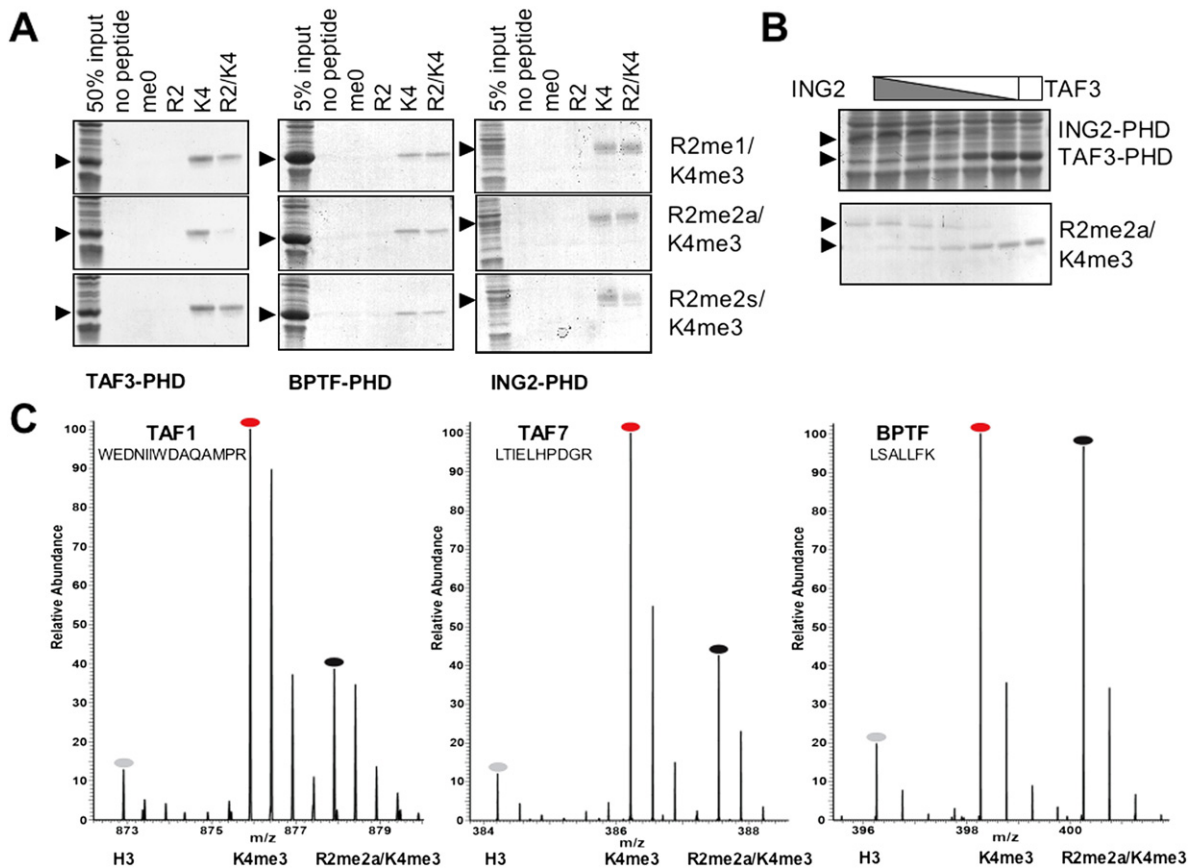 A
50% input
no peptide
me0
R2
K4
R2/K4
5% input
no peptide
me0
R2
K4
R2/K4
5% input
no peptide
me0
R2
K4
R2/K4
R2me1/
K4me3
R2me2a/
K4me3
R2me2s/
K4me3
TAF3-PHD
BPTF-PHD
ING2-PHD
B
ING2
TAF3
ING2-PHD
TAF3-PHD
R2me2a/
K4me3
C
TAF1
WEDNIIWDAQAMPR
Relative Abundance
100
90
80
70
60
50
40
30
20
10
0
873
875
877
879
m/z
H3
K4me3
R2me2a/K4me3
TAF7
LTIELHPDGR
Relative Abundance
100
90
80
70
60
50
40
30
20
10
0
384
386
388
m/z
H3
K4me3
R2me2a/K4me3
BPTF
LSALLFK
Relative Abundance
100
90
80
70
60
50
40
30
20
10
0
396
398
400
m/z
H3
K4me3
R2me2a/K4me3